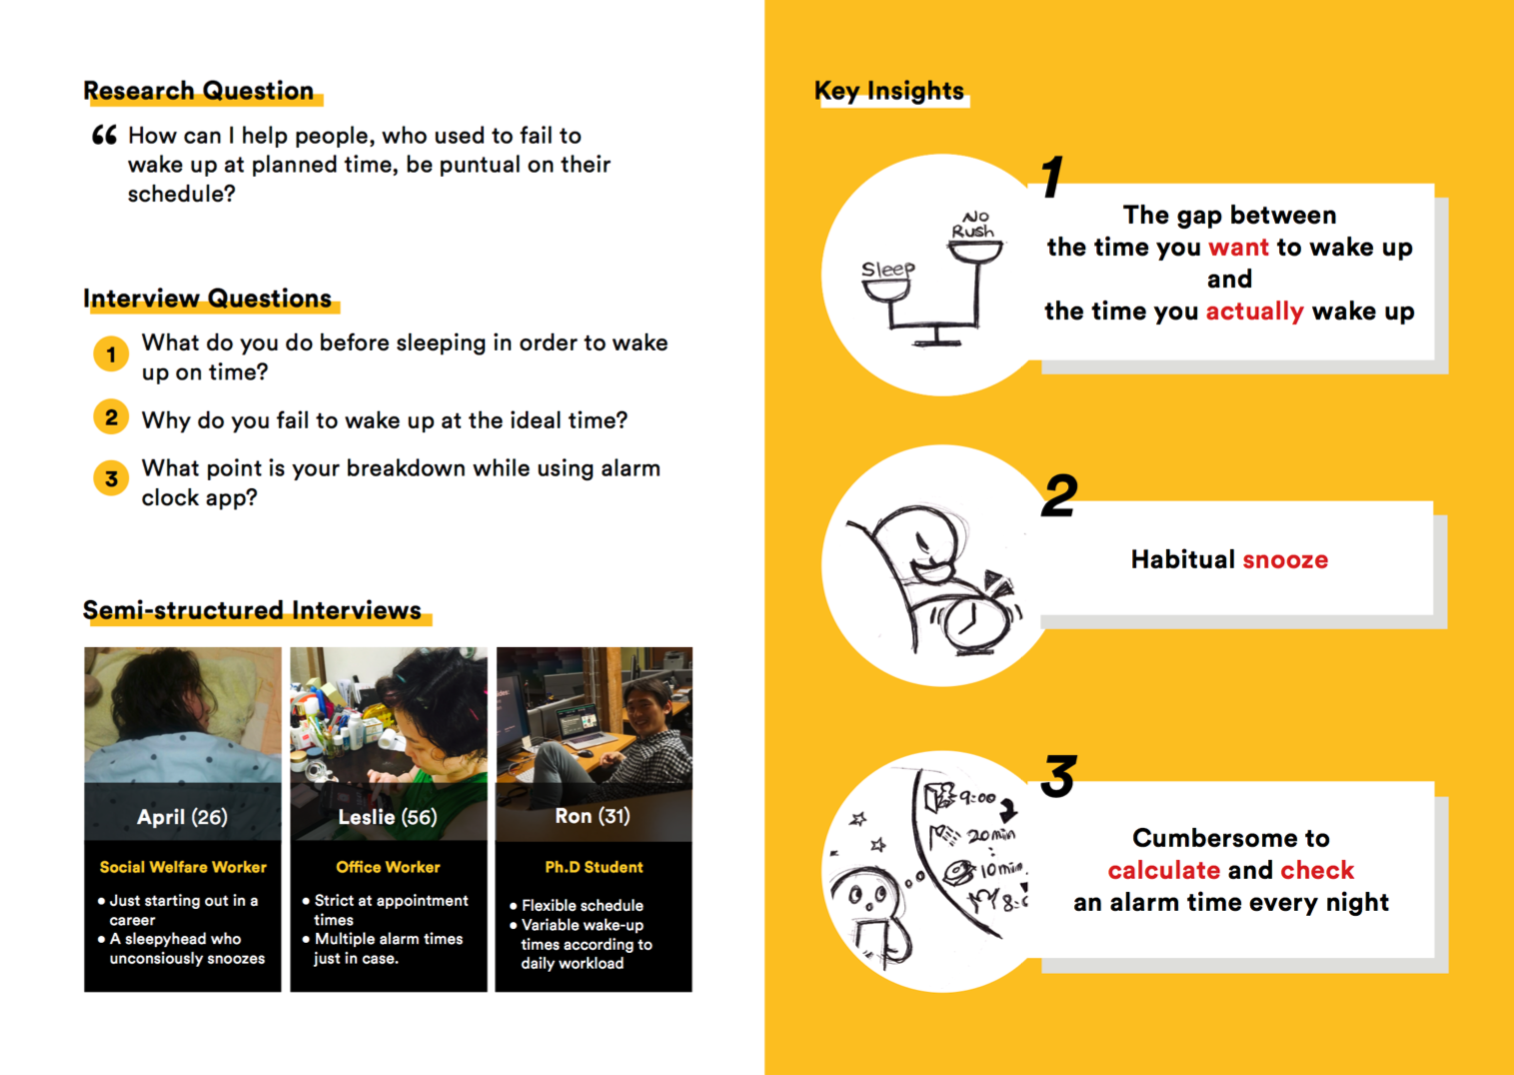 Research Question
“ How can I help people, who used to fail to
wake up at planned time, be puntual on their
schedule?
Interview Questions
1 What do you do before sleeping in order to wake
up on time?
2 Why do you fail to wake up at the ideal time?
3 What point is your breakdown while using alarm
clock app?
Semi-structured Interviews
April (26)
Social Welfare Worker
• Just starting out in a
career
• A sleepyhead who
unconsiously snoozes
Leslie (56)
Office Worker
• Strict at appointment
times
• Multiple alarm times
just in case.
Ron (31)
Ph.D Student
• Flexible schedule
• Variable wake-up
times according to
daily workload
Key Insights
No
Rush
Sleep
1
The gap between
the time you want to wake up
and
the time you actually wake up
2
Habitual snooze
9:00
20min
10min.
3
Cumbersome to
calculate and check
an alarm time every night